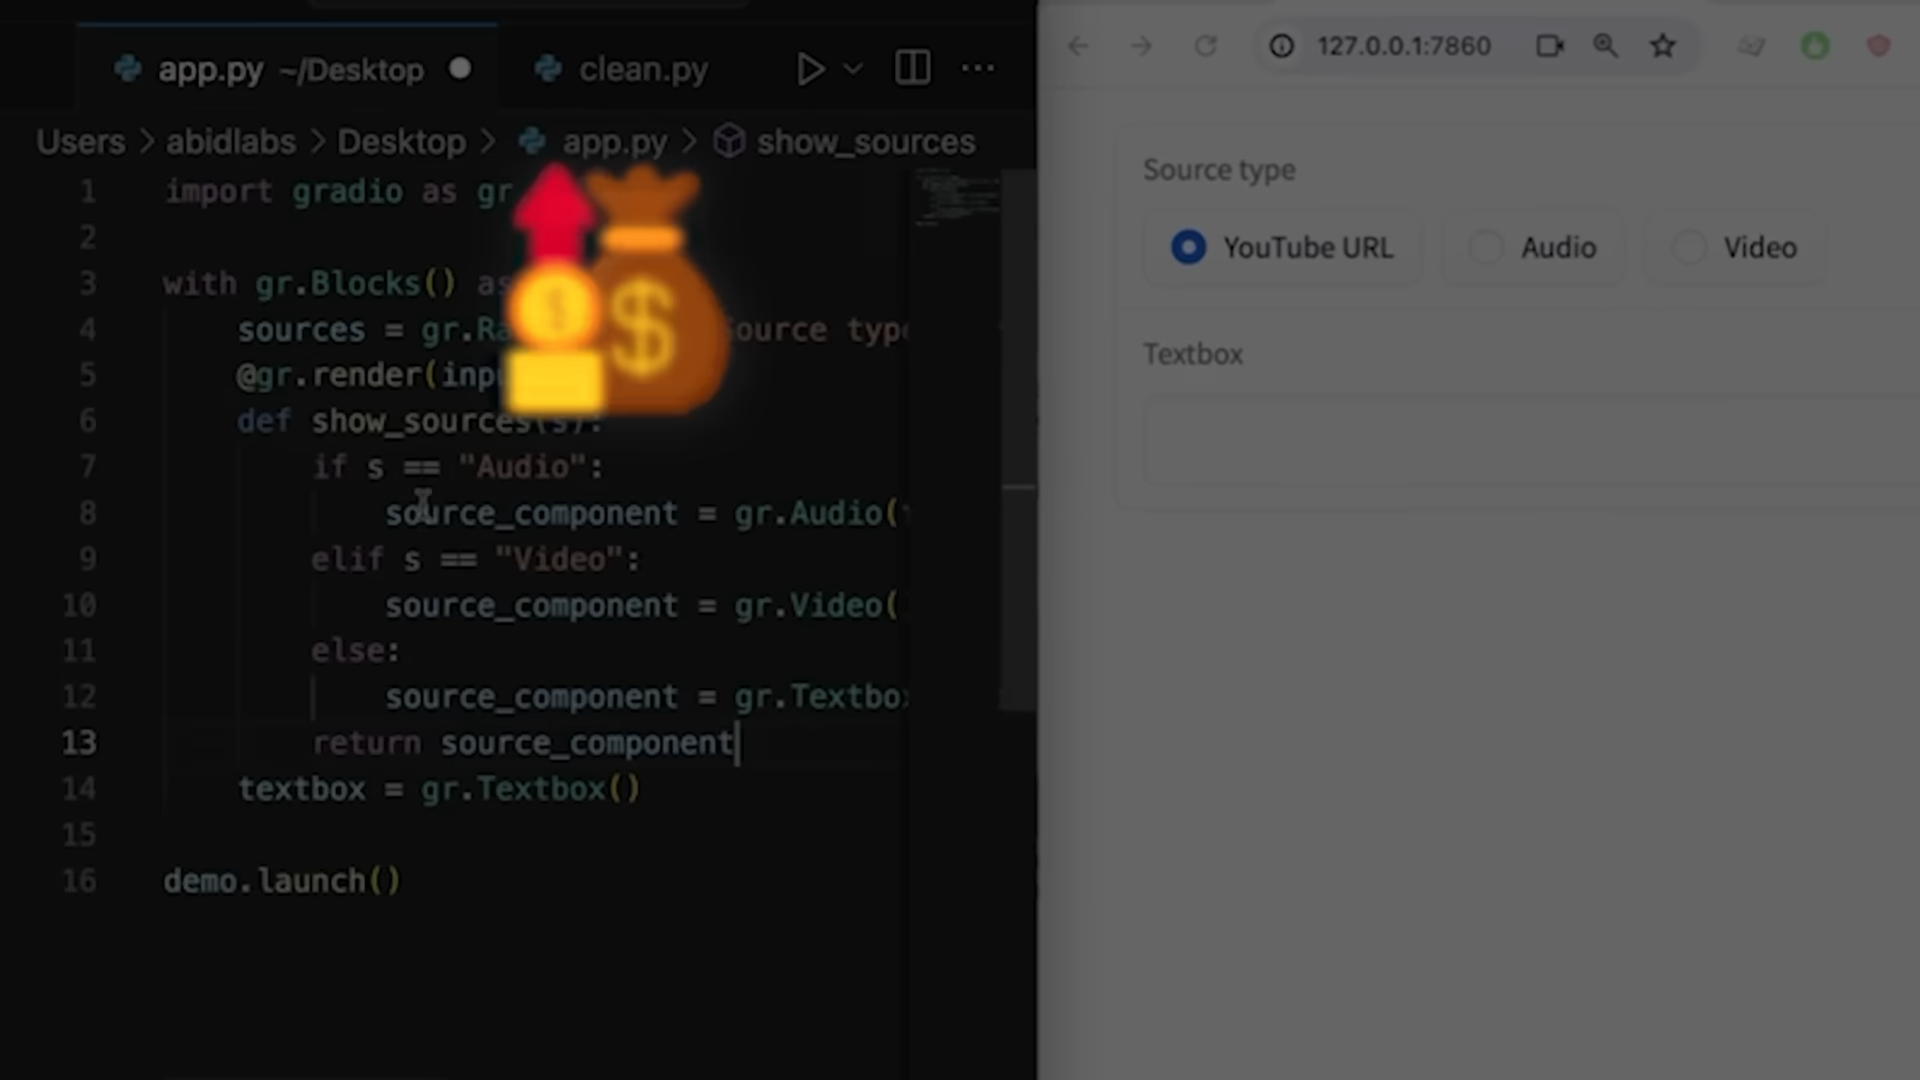 app.py ~/Desktop
clean.py
Users > abidlabs > Desktop > app.py > show_sources
1 import gradio as gr
2
3 with gr.Blocks() as
4 sources = gr.Ra ource type
5 @gr.render(inpu
6 def show_sources(s):
7 if s == "Audio":
8 source_component = gr.Audio(
9 elif s == "Video":
10 source_component = gr.Video(
11 else:
12 source_component = gr.Textbo
13 return source_component
14 textbox = gr.Textbox()
15
16 demo.launch()
127.0.0.1:7860
Source type
YouTube URL
Audio
Video
Textbox